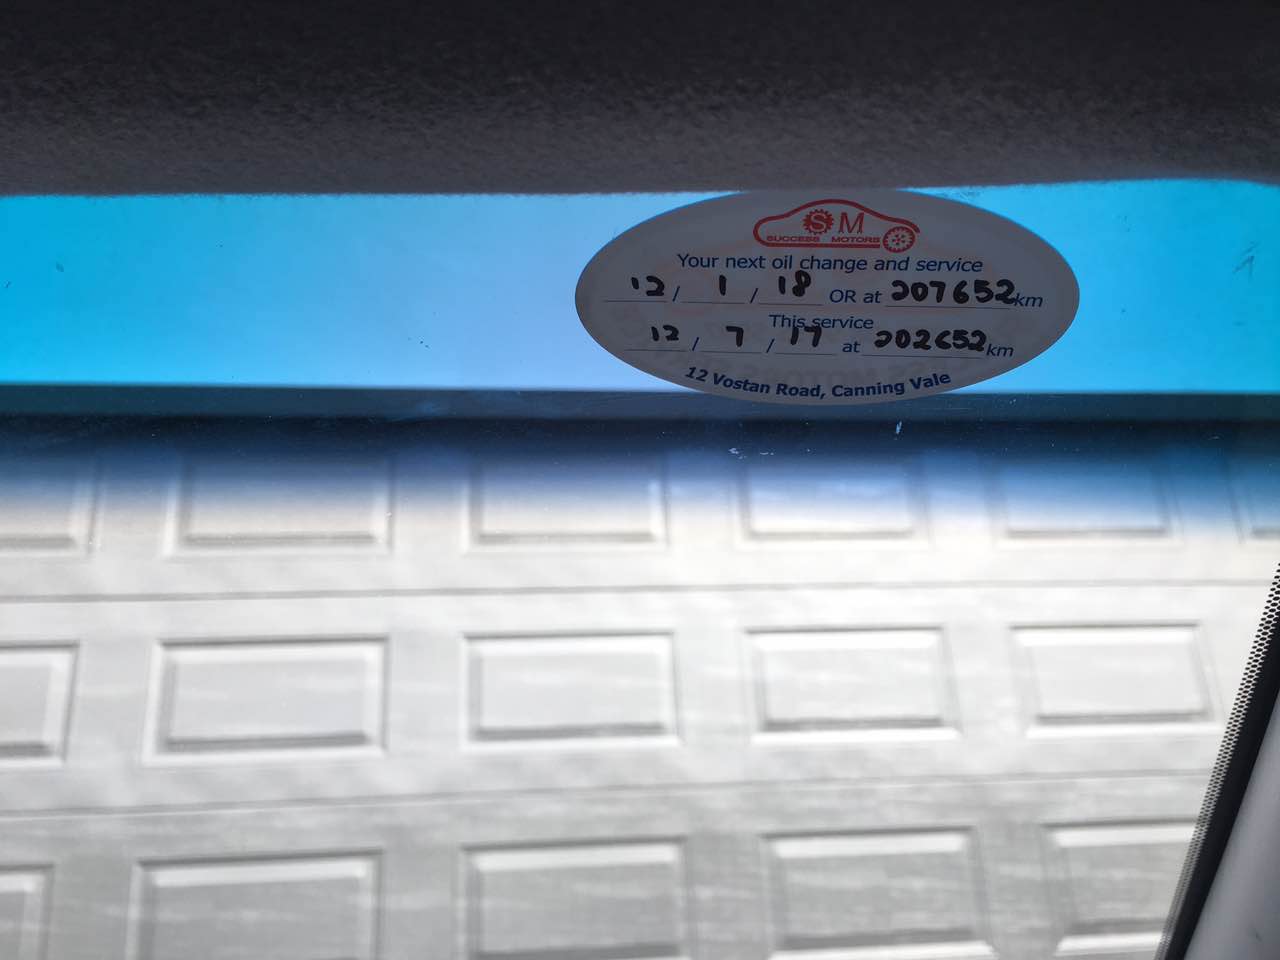 SM
SUCCESS MOTORS
Your next oil change and service
12 / 1 / 18 OR at 207652 km
This service
12 / 7 / 17 at 202652 km
12 Vostan Road, Canning Vale